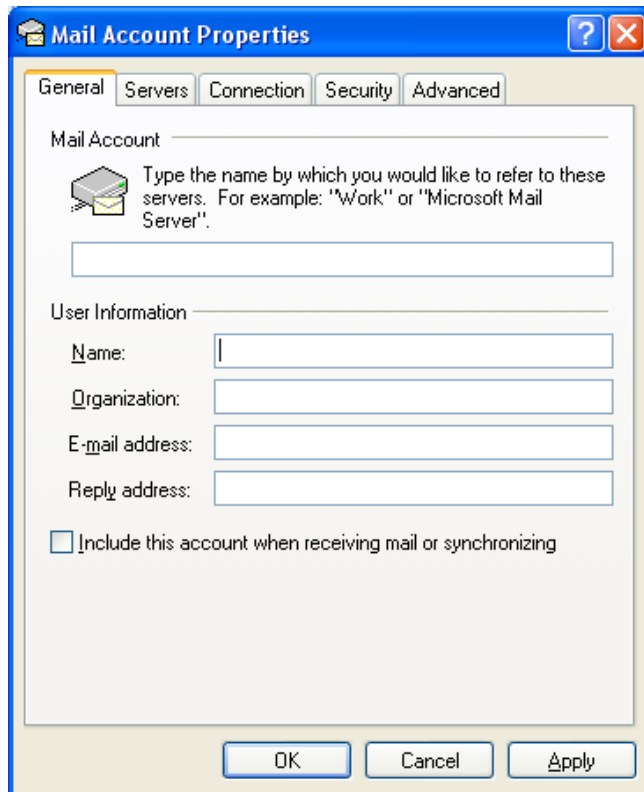 Mail Account Properties
General Servers Connection Security Advanced
Mail Account
Type the name by which you would like to refer to these
servers. For example: "Work" or "Microsoft Mail
Server".
User Information
Name:
Organization:
E-mail address:
Reply address:
Include this account when receiving mail or synchronizing
OK Cancel Apply